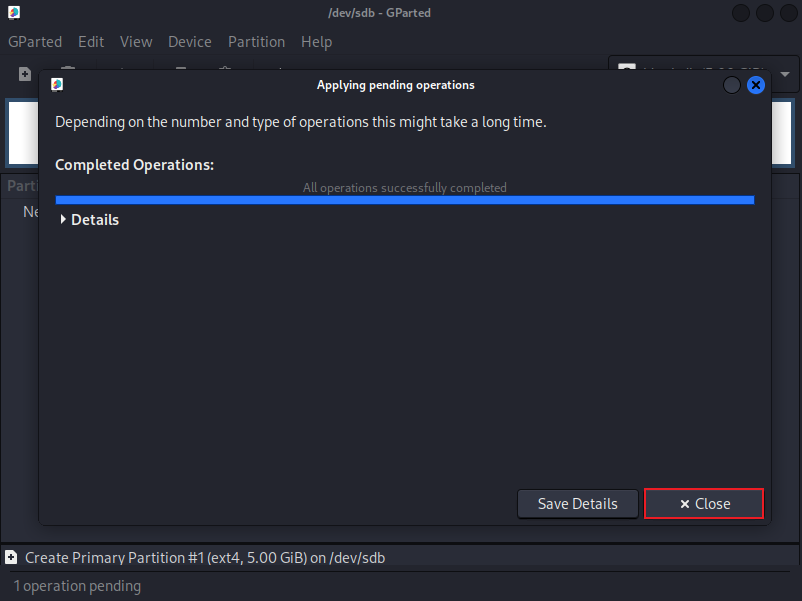 /dev/sdb - GParted
GParted Edit View Device Partition Help
Applying pending operations
Depending on the number and type of operations this might take a long time.
Completed Operations:
All operations successfully completed
Parti
Details
Ne
Save Details
Close
Create Primary Partition #1 (ext4, 5.00 GiB) on /dev/sdb
1 operation pending